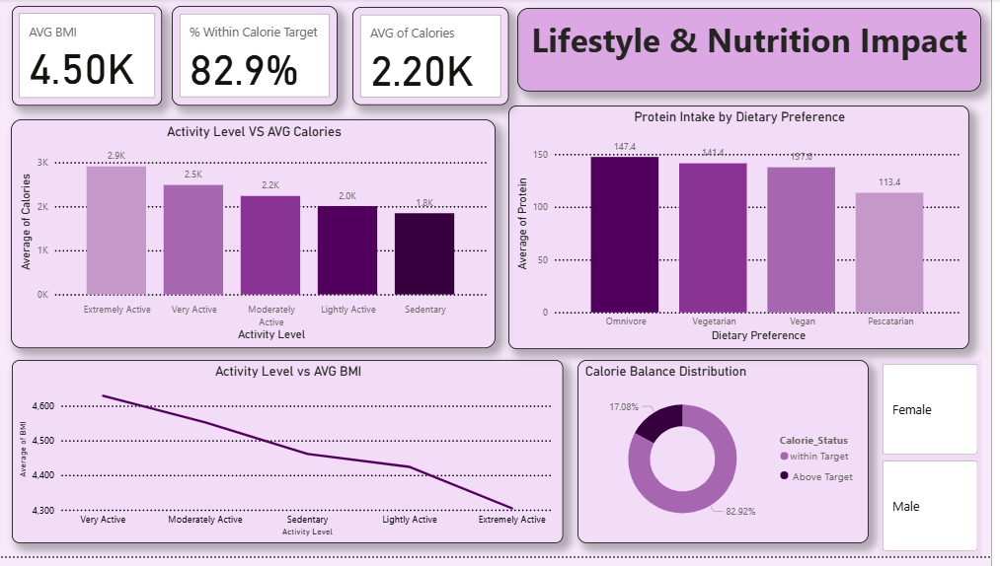 AVG BMI
4.50K
% Within Calorie Target
82.9%
AVG of Calories
2.20K
Lifestyle & Nutrition Impact
Activity Level VS AVG Calories
Average of Calories
3K
2K
1K
0K
2.9K
2.5K
2.2K
2.0K
1.8K
Extremely Active
Very Active
Moderately
Active
Lightly Active
Sedentary
Activity Level
Protein Intake by Dietary Preference
Average of Protein
150
100
50
0
147.4
141.4
137.6
113.4
Omnivore
Vegetarian
Vegan
Pescatarian
Dietary Preference
Activity Level vs AVG BMI
Average of BMI
4,600
4,500
4,400
4,300
Very Active
Moderately Active
Sedentary
Lightly Active
Extremely Active
Activity Level
Calorie Balance Distribution
17.08%
82.92%
Calorie_Status
within Target
Above Target
Female
Male